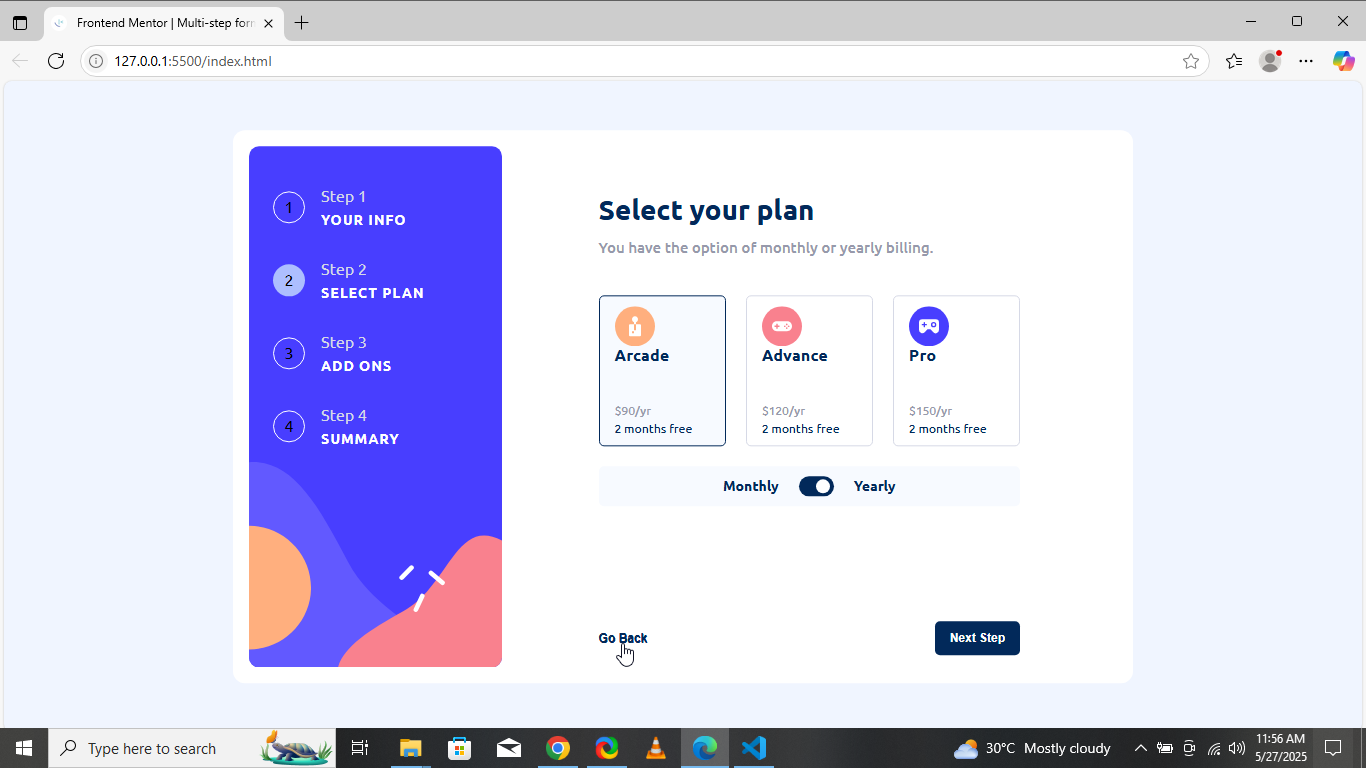 Frontend Mentor | Multi-step form
127.0.0.1:5500/index.html
1
Step 1
YOUR INFO
2
Step 2
SELECT PLAN
3
Step 3
ADD ONS
4
Step 4
SUMMARY
Select your plan
You have the option of monthly or yearly billing.
Arcade
$90/yr
2 months free
Advance
$120/yr
2 months free
Pro
$150/yr
2 months free
Monthly
Yearly
Go Back
Next Step
Type here to search
30°C Mostly cloudy
11:56 AM
5/27/2025